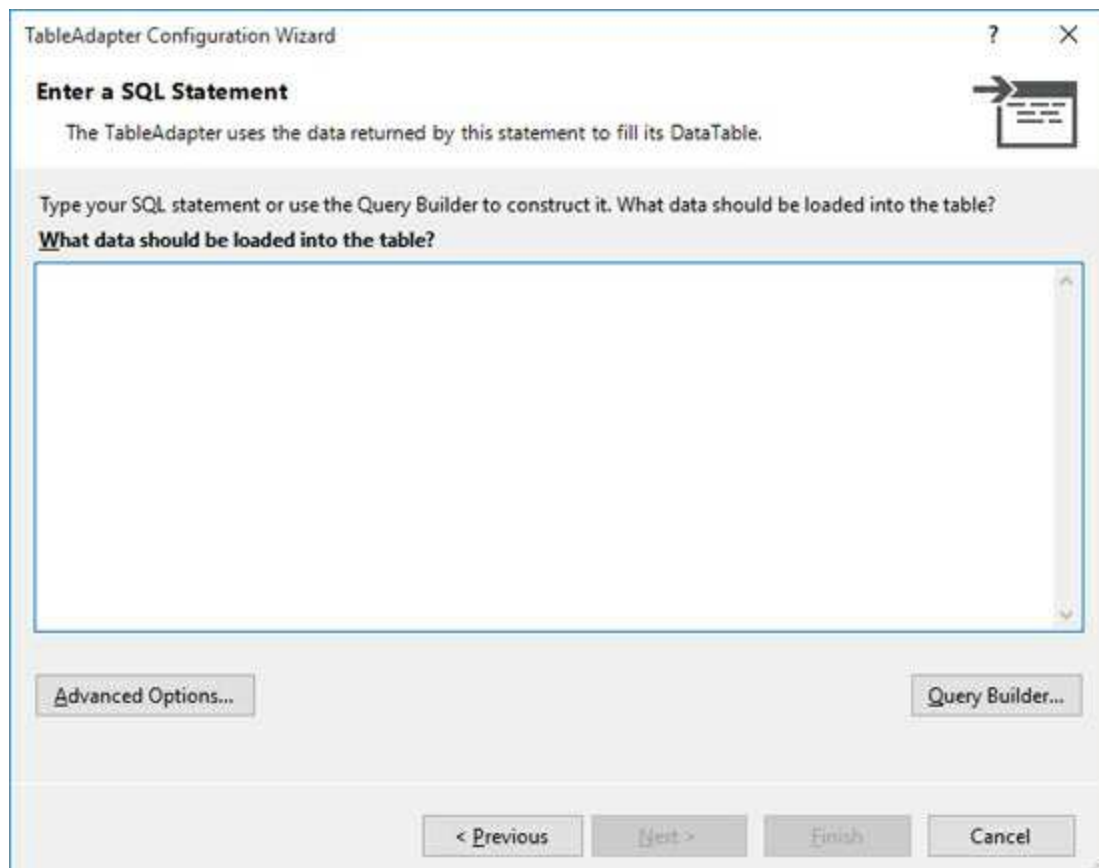 TableAdapter Configuration Wizard ? ×
Enter a SQL Statement
The TableAdapter uses the data returned by this statement to fill its DataTable.
Type your SQL statement or use the Query Builder to construct it. What data should be loaded into the table?
What data should be loaded into the table?
Advanced Options... Query Builder...
< Previous Next > Finish Cancel